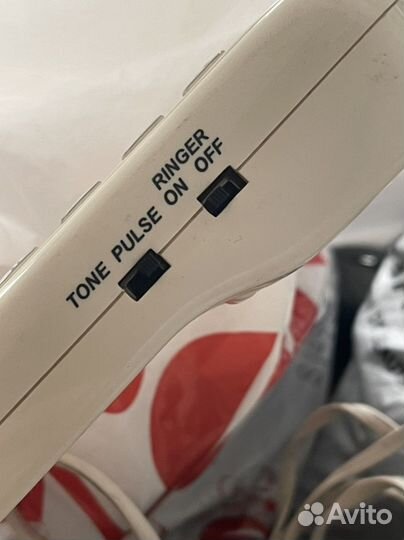 RINGER
TONE PULSE ON OFF
Avito